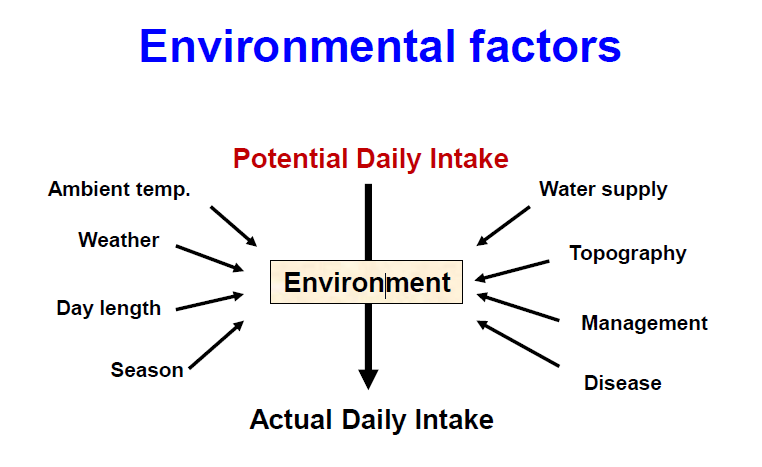 Environmental factors
Potential Daily Intake
Ambient temp.
Water supply
Weather
Topography
Environment
Day length
Management
Season
Disease
Actual Daily Intake